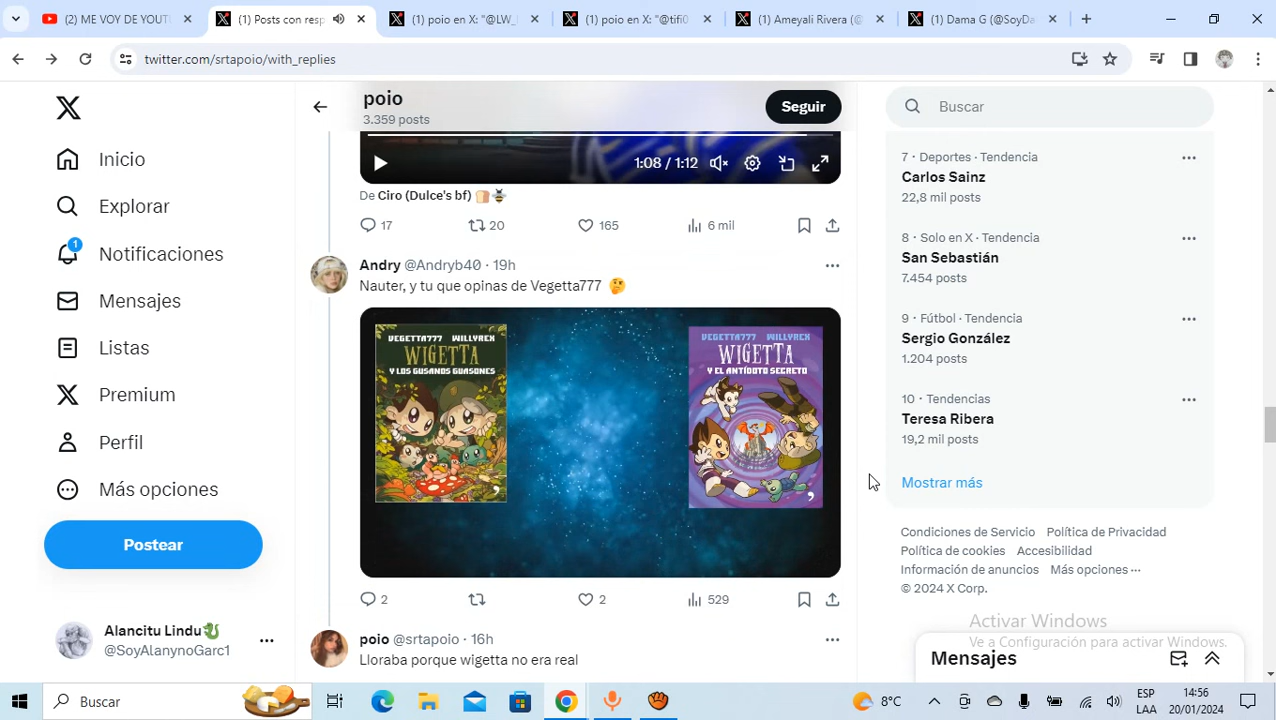 (2) ME VOY DE YOUT
(1) Posts con resp
(1) poio en X: "@LW_
(1) poio en X: "@tifi0
(1) Ameyali Rivera (@
(1) Dama G (@SoyDa
twitter.com/srtapoio/with_replies
Inicio
Explorar
1
Notificaciones
Mensajes
Listas
Premium
Perfil
Más opciones
Postear
Alancitu Lindu
@SoyAlanynoGarc1
poio
3.359 posts
Seguir
1:08 / 1:12
De Ciro (Dulce's bf)
17
20
165
6 mil
Andry @Andryb40 · 19h
Nauter, y tu que opinas de Vegetta777 🤔
VEGETTA777 WILLYREX
WIGETTA
Y LOS GUSANOS GUASONES
VEGETTA777 WILLYREX
WIGETTA
Y EL ANTÍDOTO SECRETO
2
2
529
poio @srtapoio · 16h
Lloraba porque wigetta no era real
Buscar
7 · Deportes · Tendencia
Carlos Sainz
22,8 mil posts
8 · Solo en X · Tendencia
San Sebastián
7.454 posts
9 · Fútbol · Tendencia
Sergio González
1.204 posts
10 · Tendencias
Teresa Ribera
19,2 mil posts
Mostrar más
Condiciones de Servicio Política de Privacidad
Política de cookies Accesibilidad
Información de anuncios Más opciones ···
© 2024 X Corp.
Activar Windows
Ve a Configuración para activar Windows.
Mensajes
Buscar
8°C
ESP
LAA
14:56
20/01/2024